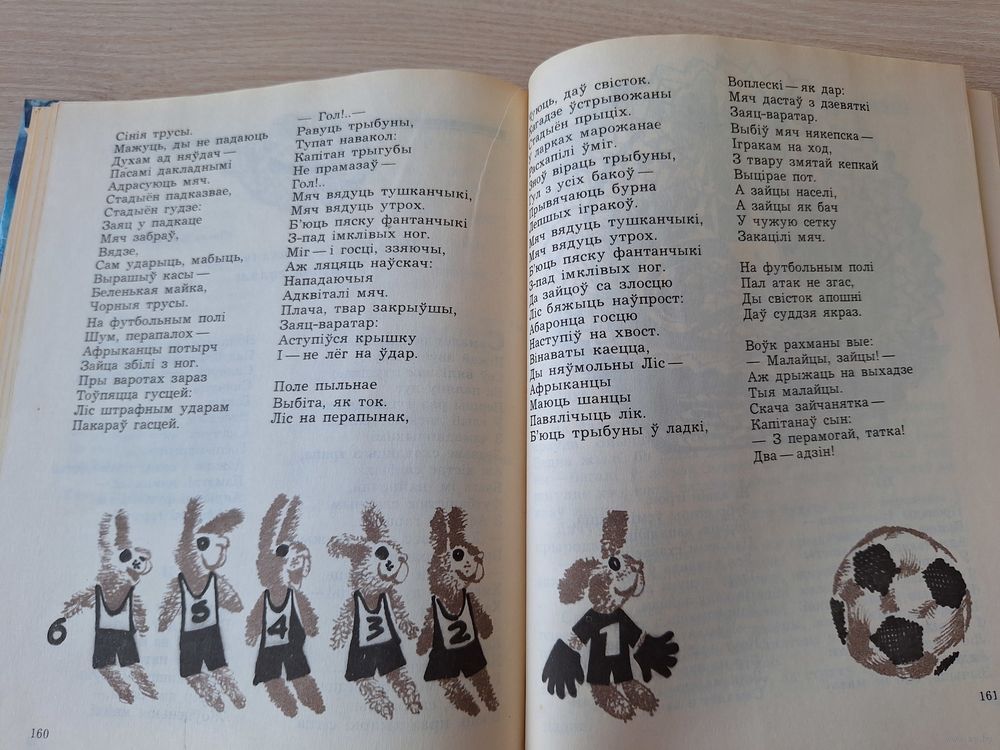 Сінія трусы.
Мажуць, ды не падаюць
Духам ад няўдач —
Пасамі дакладнымі
Адрасуюць мяч.
Стадыён падказвае,
Стадыён гудзе:
Заяц у падкаце
Мяч забраў,
Вядзе,
Сам ударыць, мабыць,
Вырашыў касы —
Беленькая майка,
Чорныя трусы.
На футбольным полі
Шум, перапалох —
Афрыканцы потырч
Зайца збілі з ног.
Пры варотах зараз
Тоўпяцца гусцей:
Ліс штрафным ударам
Пакараў гасцей.
— Гол!..—
Равуць трыбуны,
Тупат навакол:
Капітан трыгубы
Не прамазаў —
Гол!..
Мяч вядуць тушканчыкі,
Мяч вядуць утрох.
Б'юць пяску фантанчыкі
З-пад імклівых ног.
Міг — і госці, ззяючы,
Аж ляцяць наўскач:
Нападаючыя
Адквіталі мяч.
Плача, твар закрыўшы,
Заяц-варатар:
Аступіўся крышку
І — не лёг на ўдар.
Поле пыльнае
Выбіта, як ток.
Ліс на перапынак,
даў свісток.
ўстрывожаны
Стадыён прыціх.
ў ларках марожанае
Расхапілі ўміг.
Зноў віраць трыбуны,
Гул з усіх бакоў —
Прывячаюць бурна
Лепшых ігракоў.
Мяч вядуць тушканчыкі,
Мяч вядуць утрох.
Б'юць пяску фантанчыкі
З-пад імклівых ног.
Да зайцоў са злосцю
Ліс бяжыць наўпрост:
Абаронца госцю
Наступіў на хвост.
Вінаваты каецца,
Ды няўмольны Ліс —
Афрыканцы
Маюць шанцы
Павялічыць лік.
Б'юць трыбуны ў ладкі,
Воплескі — як дар:
Мяч дастаў з дзевяткі
Заяц-варатар.
Выбіў мяч някепска —
Ігракам на ход,
З твару змятай кепкай
Выцірае пот.
А зайцы населі,
А зайцы як бач
У чужую сетку
Закацілі мяч.
На футбольным полі
Пал атак не згас,
Ды свісток апошні
Даў суддзя якраз.
Воўк рахманы вые:
— Малайцы, зайцы! —
Аж дрыжаць на выхадзе
Тыя малайцы.
Скача зайчанятка —
Капітанаў сын:
— З перамогай, татка!
Два — адзін!
6
5
4
3
2
1
160
161